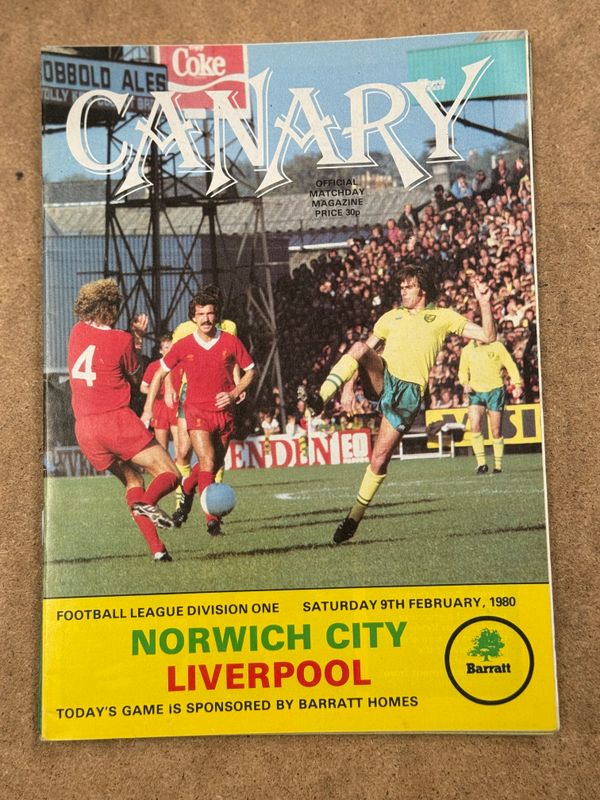 OBBOLD ALES
Coke
CANARY
OFFICIAL
MATCHDAY
MAGAZINE
PRICE 30p
4
ENDEN
FOOTBALL LEAGUE DIVISION ONE SATURDAY 9TH FEBRUARY, 1980
NORWICH CITY
LIVERPOOL
Barratt
TODAY'S GAME IS SPONSORED BY BARRATT HOMES